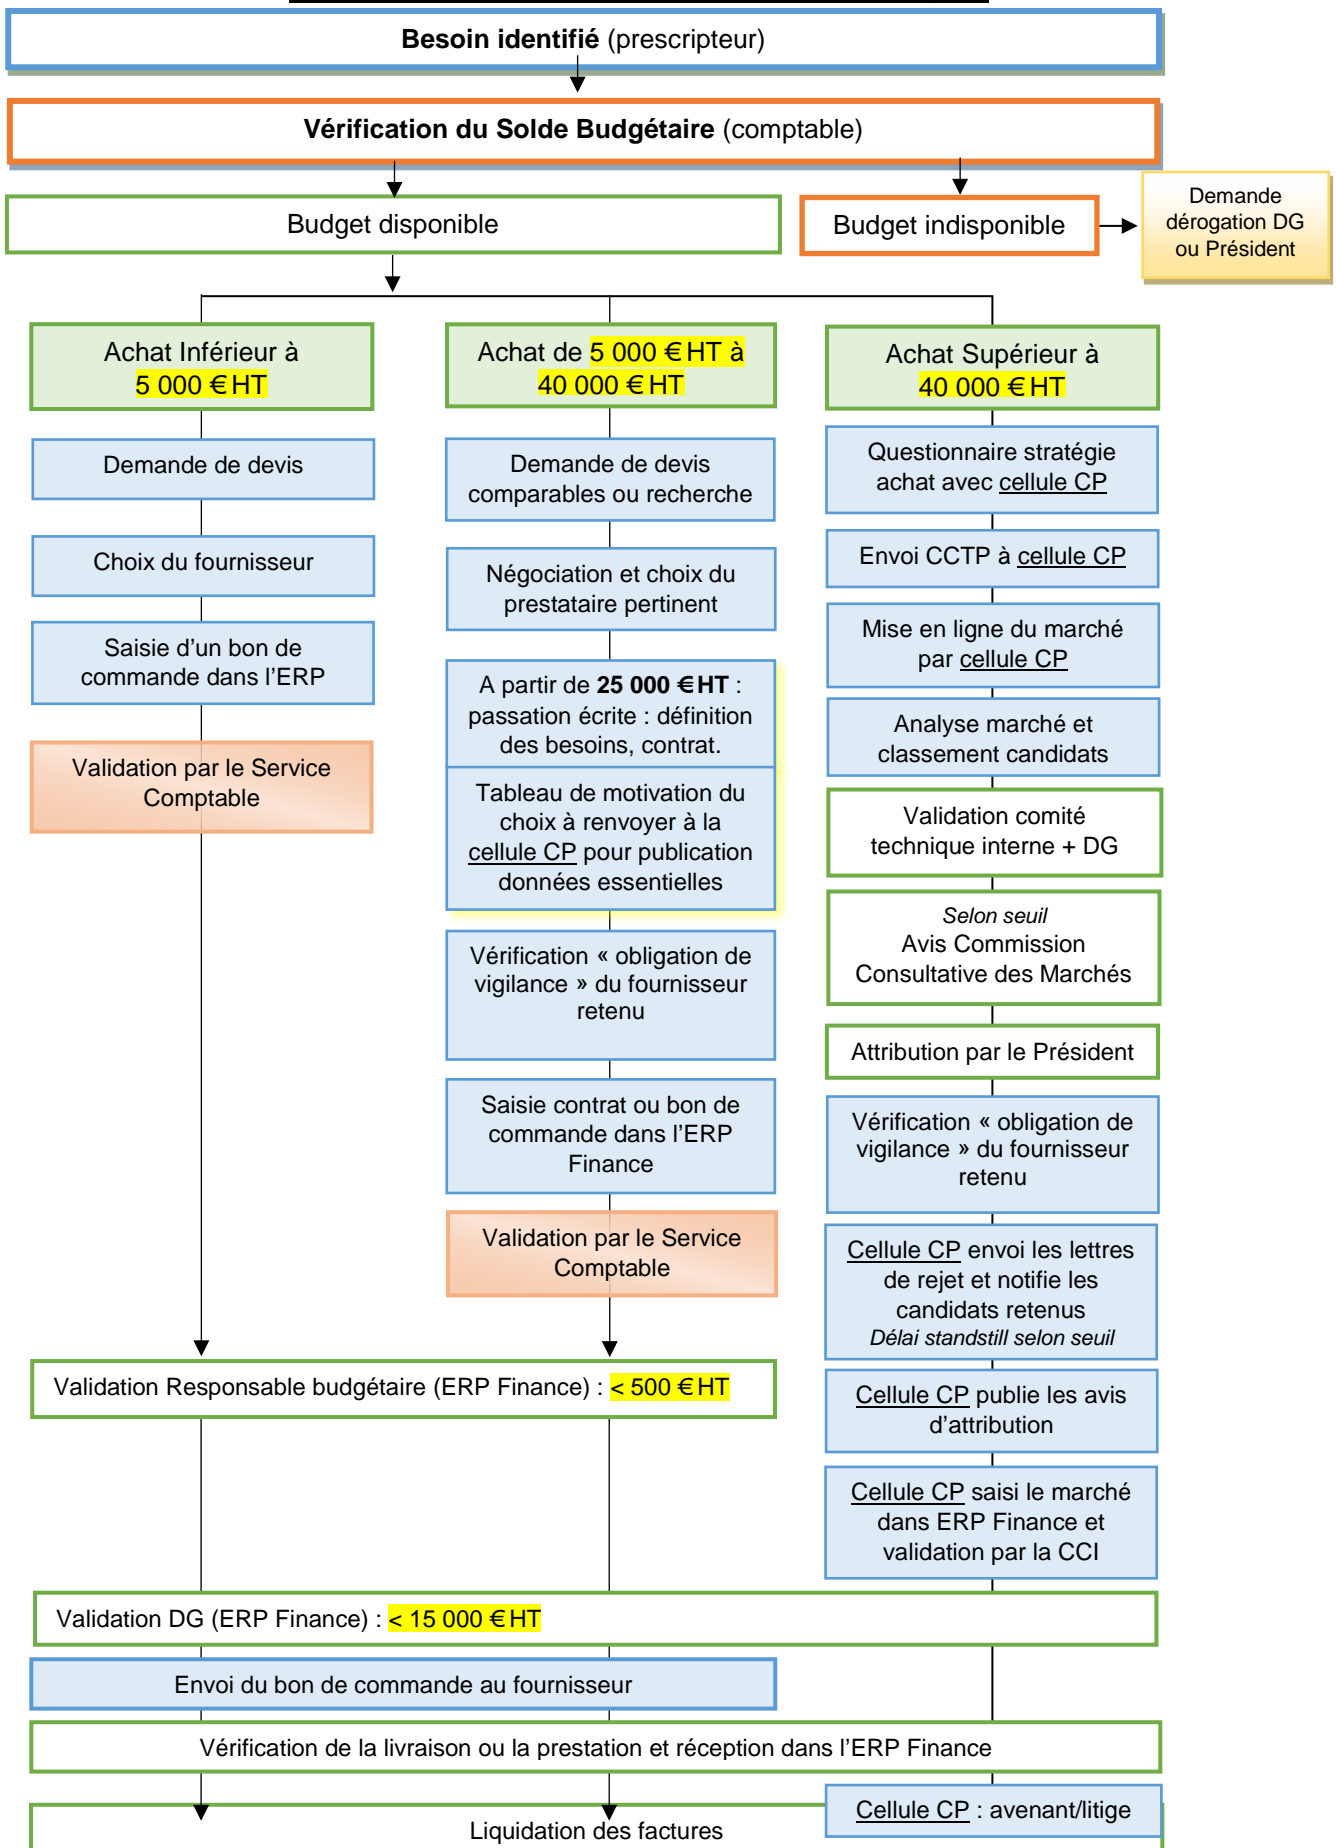 Besoin identifié (prescripteur)
Vérification du Solde Budgétaire (comptable)
Budget disponible
Budget indisponible
Demande
dérogation DG
ou Président
Achat Inférieur à
5 000 € HT
Demande de devis
Choix du fournisseur
Saisie d’un bon de
commande dans l’ERP
Validation par le Service
Comptable
Achat de 5 000 € HT à
40 000 € HT
Demande de devis
comparables ou recherche
Négociation et choix du
prestataire pertinent
A partir de 25 000 € HT :
passation écrite : définition
des besoins, contrat.
Tableau de motivation du
choix à renvoyer à la
cellule CP pour publication
données essentielles
Vérification « obligation de
vigilance » du fournisseur
retenu
Saisie contrat ou bon de
commande dans l’ERP
Finance
Validation par le Service
Comptable
Achat Supérieur à
40 000 € HT
Questionnaire stratégie
achat avec cellule CP
Envoi CCTP à cellule CP
Mise en ligne du marché
par cellule CP
Analyse marché et
classement candidats
Validation comité
technique interne + DG
Selon seuil
Avis Commission
Consultative des Marchés
Attribution par le Président
Vérification « obligation de
vigilance » du fournisseur
retenu
Cellule CP envoi les lettres
de rejet et notifie les
candidats retenus
Délai standstill selon seuil
Cellule CP publie les avis
d’attribution
Cellule CP saisi le marché
dans ERP Finance et
validation par la CCI
Validation Responsable budgétaire (ERP Finance) : < 500 € HT
Validation DG (ERP Finance) : < 15 000 € HT
Envoi du bon de commande au fournisseur
Vérification de la livraison ou la prestation et réception dans l’ERP Finance
Cellule CP : avenant/litige
Liquidation des factures